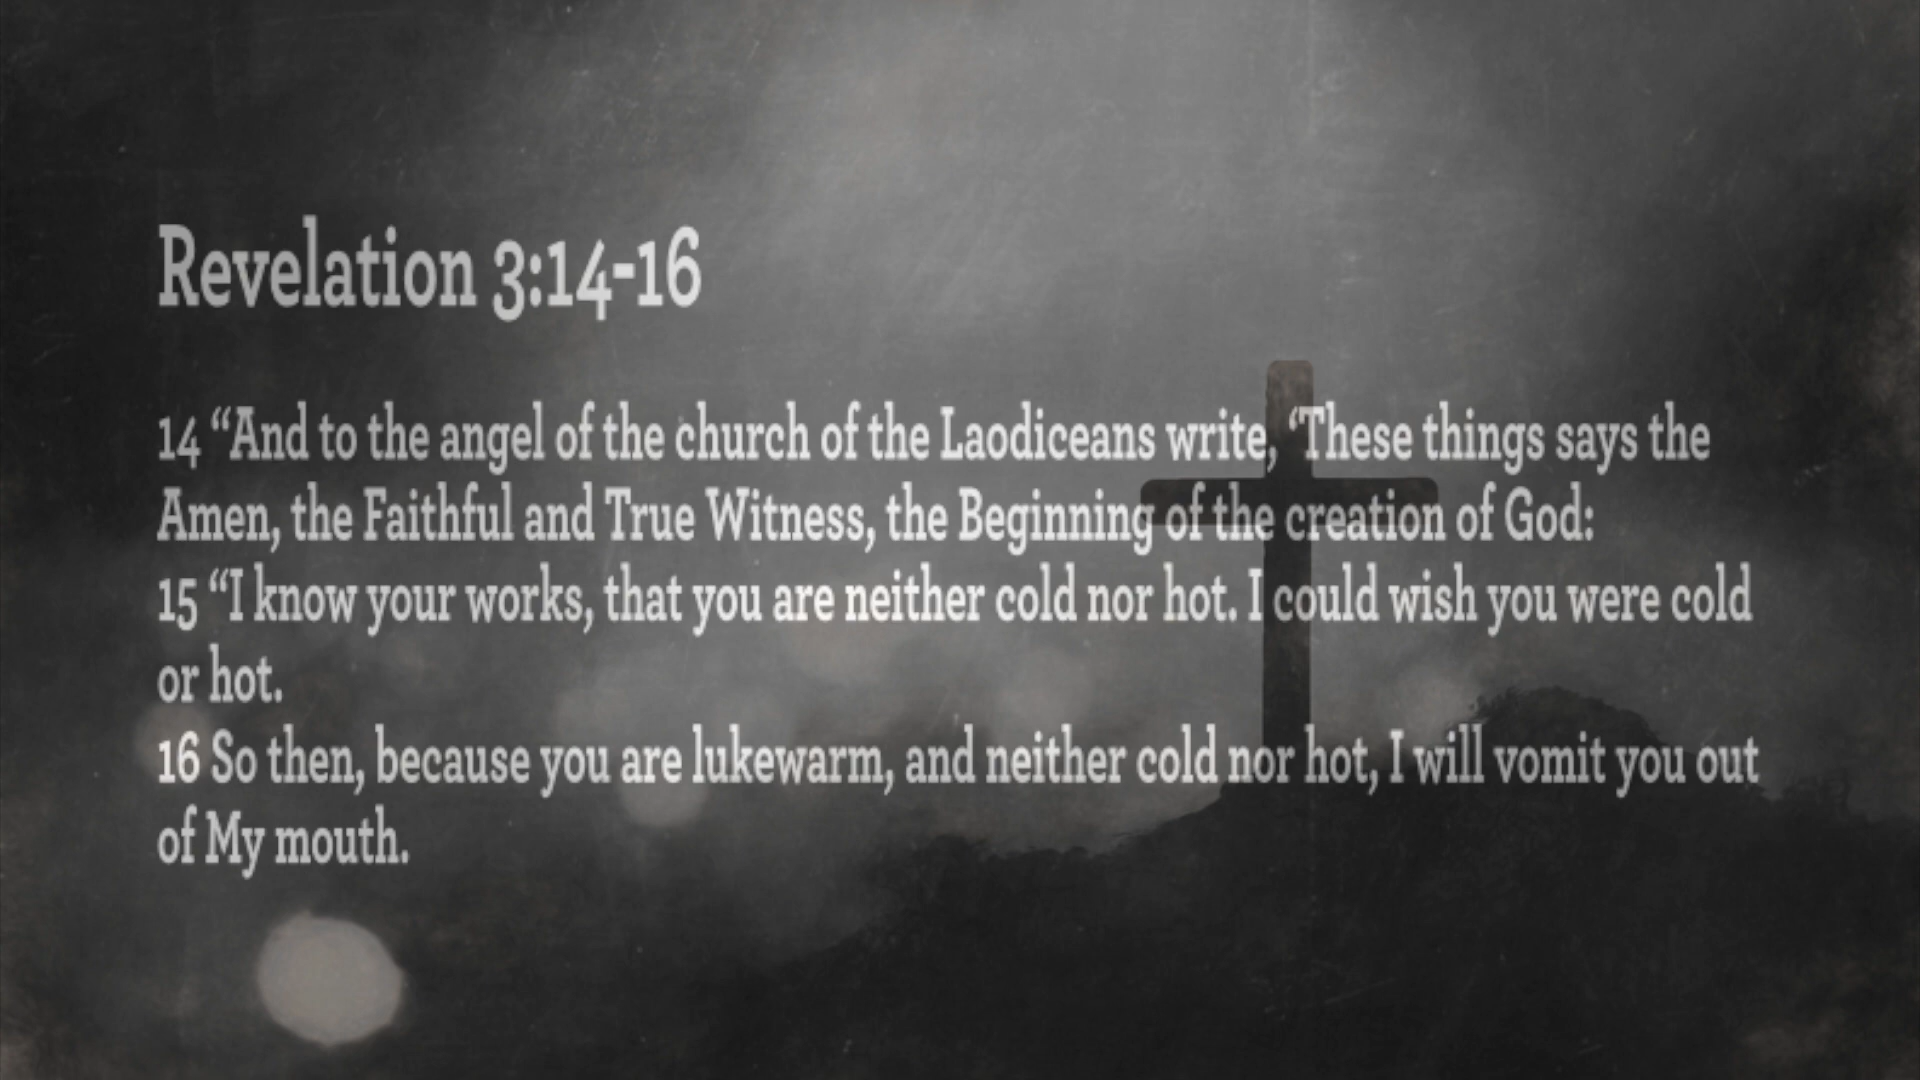 Revelation 3:14-16
14 “And to the angel of the church of the Laodiceans write, ‘These things says the
Amen, the Faithful and True Witness, the Beginning of the creation of God:
15 “I know your works, that you are neither cold nor hot. I could wish you were cold
or hot.
16 So then, because you are lukewarm, and neither cold nor hot, I will vomit you out
of My mouth.